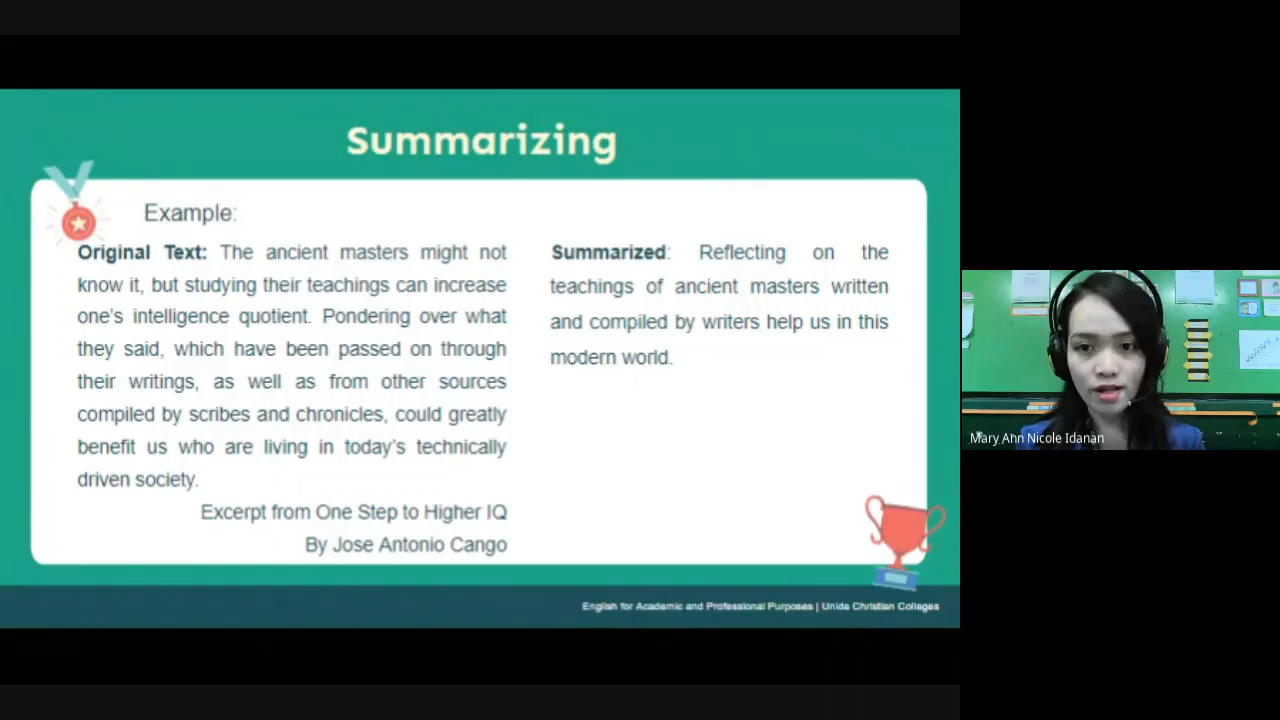 Summarizing
Example:
Original Text: The ancient masters might not
know it, but studying their teachings can increase
one's intelligence quotient. Pondering over what
they said, which have been passed on through
their writings, as well as from other sources
compiled by scribes and chronicles, could greatly
benefit us who are living in today's technically
driven society.
Excerpt from One Step to Higher IQ
By Jose Antonio Cango
Summarized: Reflecting on the
teachings of ancient masters written
and compiled by writers help us in this
modern world.
English for Academic and Professional Purposes | Unida Christian Colleges
Mary Ann Nicole Idanan